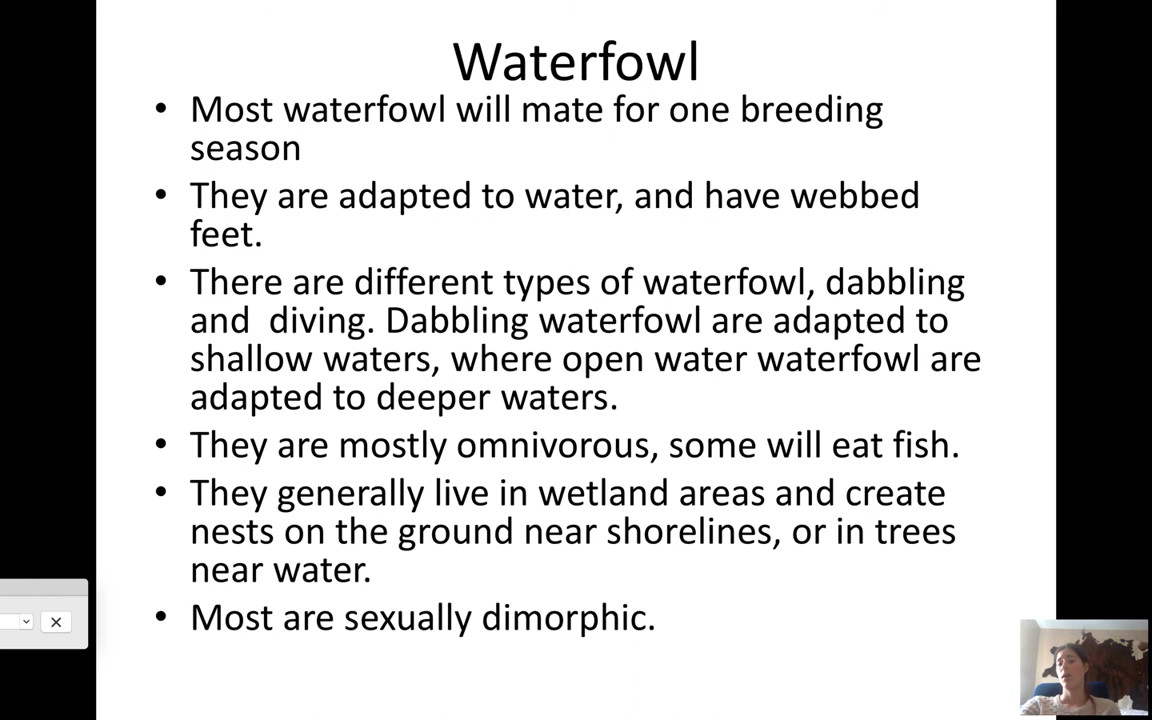 Waterfowl
• Most waterfowl will mate for one breeding
season
• They are adapted to water, and have webbed
feet.
• There are different types of waterfowl, dabbling
and  diving. Dabbling waterfowl are adapted to
shallow waters, where open water waterfowl are
adapted to deeper waters.
• They are mostly omnivorous, some will eat fish.
• They generally live in wetland areas and create
nests on the ground near shorelines, or in trees
near water.
• Most are sexually dimorphic.